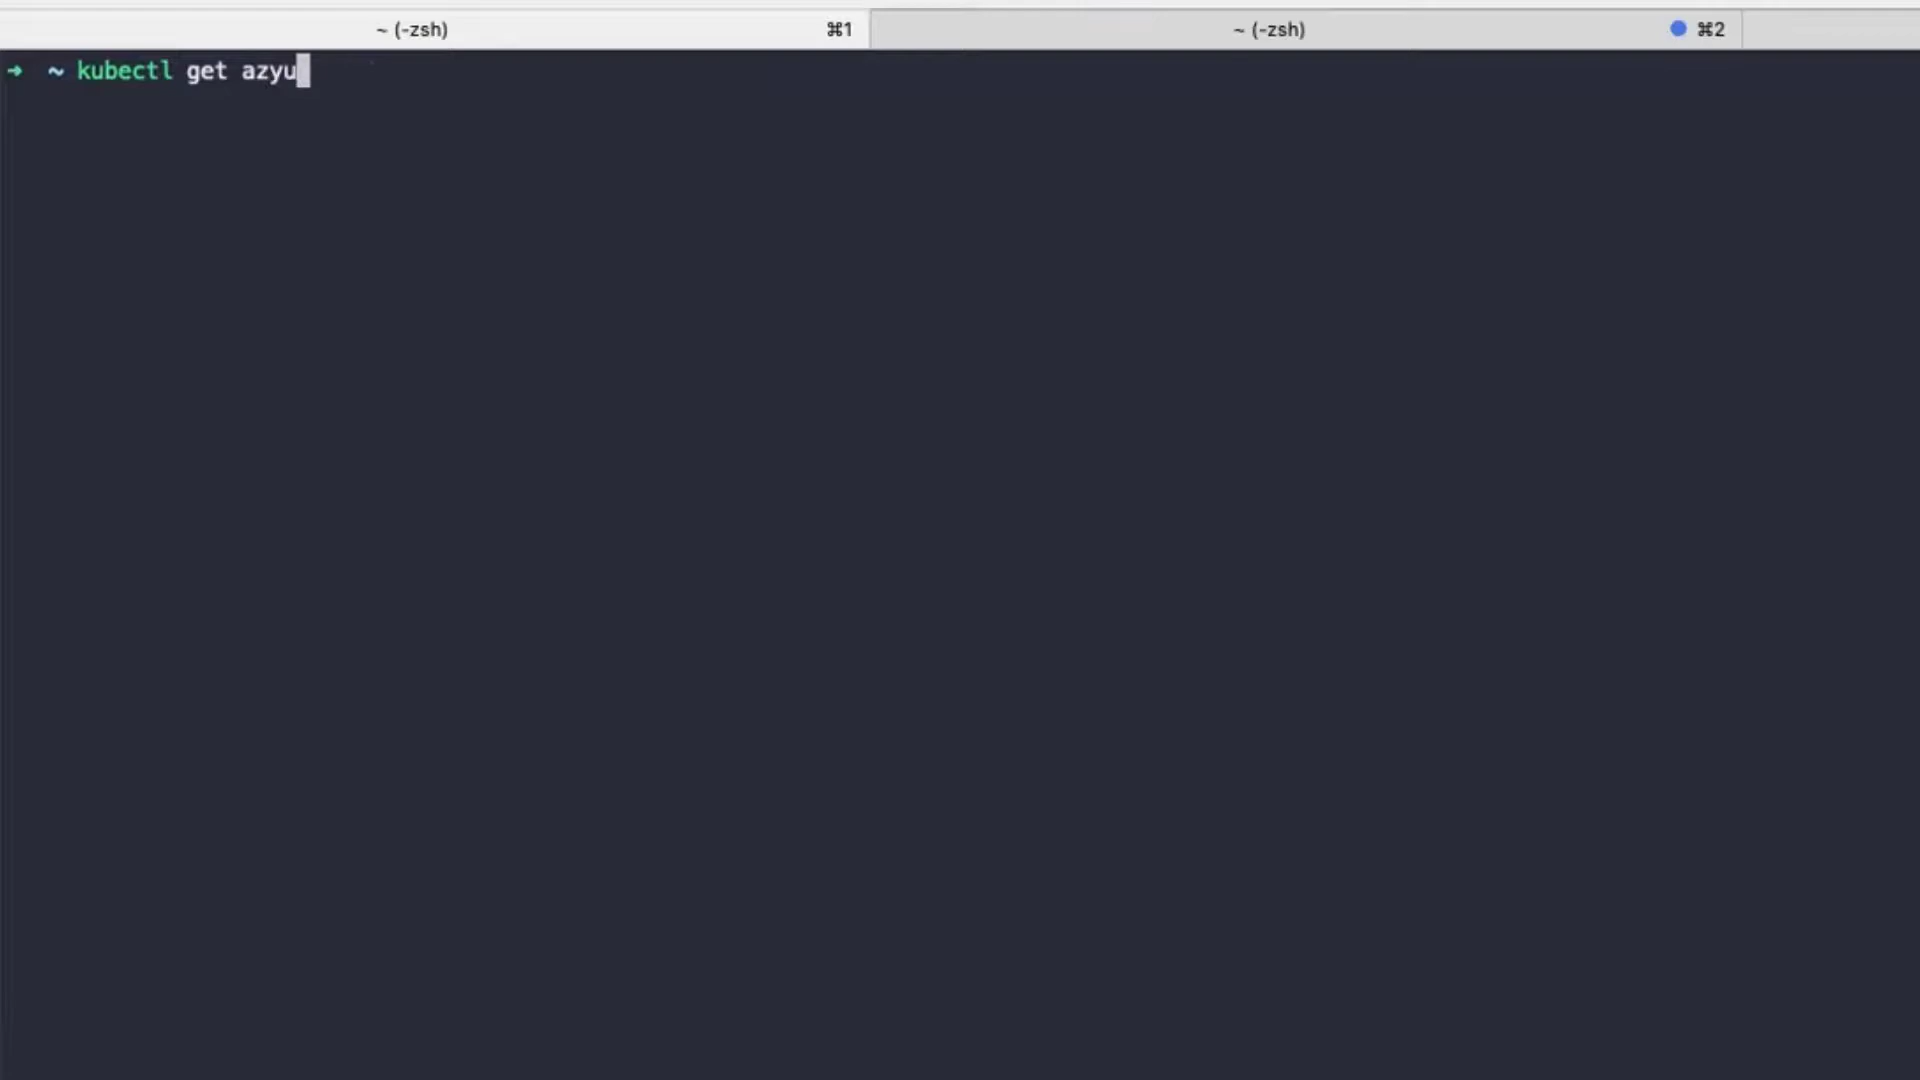 ~ (-zsh) ⌘1 ~ (-zsh) ⌘2
➜ ~ kubectl get azyu